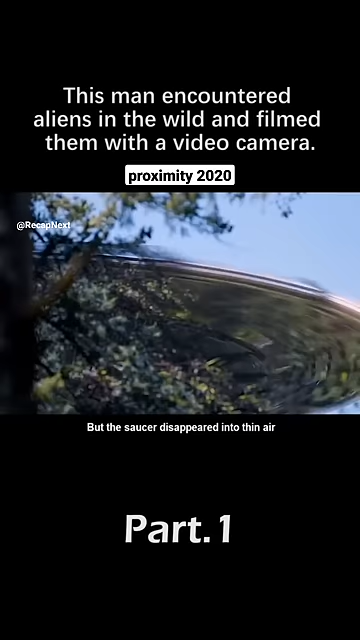 This man encountered
aliens in the wild and filmed
them with a video camera.
proximity 2020
@RecapNext
But the saucer disappeared into thin air
Part.1